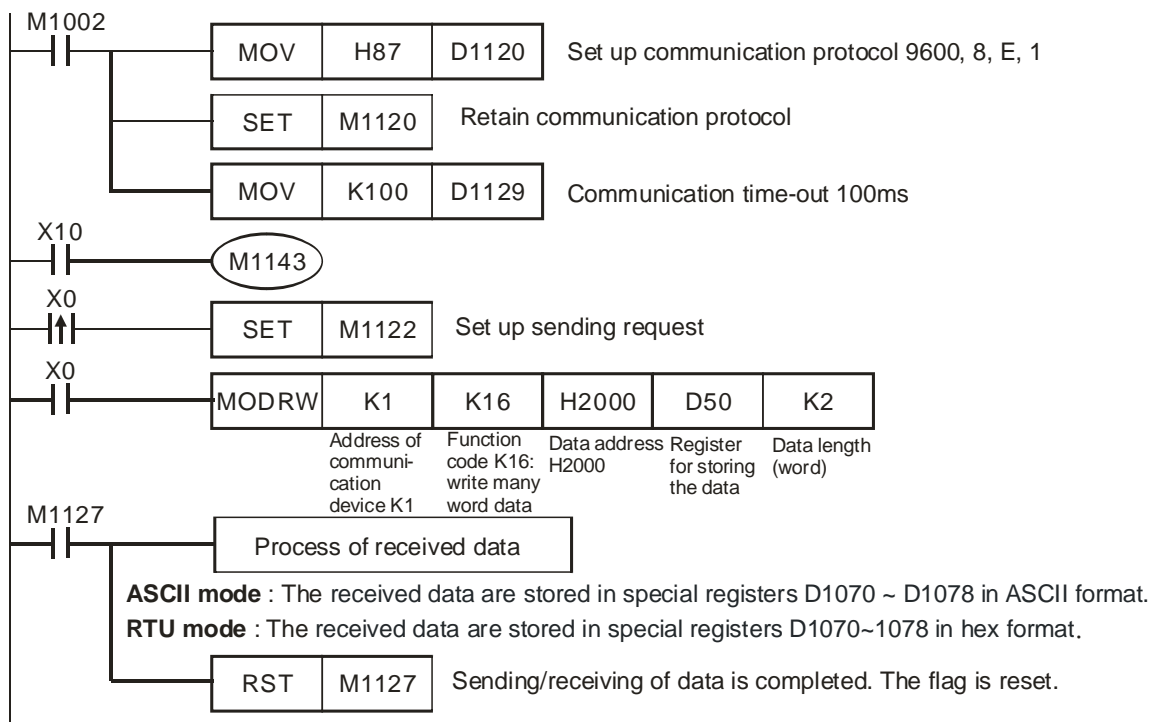 M1002
MOV H87 D1120 Set up communication protocol 9600, 8, E, 1
SET M1120 Retain communication protocol
MOV K100 D1129 Communication time-out 100ms
X10
M1143
X0
SET M1122 Set up sending request
X0
MODRW K1 K16 H2000 D50 K2
Address of
communi-
cation
device K1
Function
code K16:
write many
word data
Data address
H2000
Register
for storing
the data
Data length
(word)
M1127
Process of received data
ASCII mode : The received data are stored in special registers D1070 ~ D1078 in ASCII format.
RTU mode : The received data are stored in special registers D1070~1078 in hex format.
RST M1127 Sending/receiving of data is completed. The flag is reset.